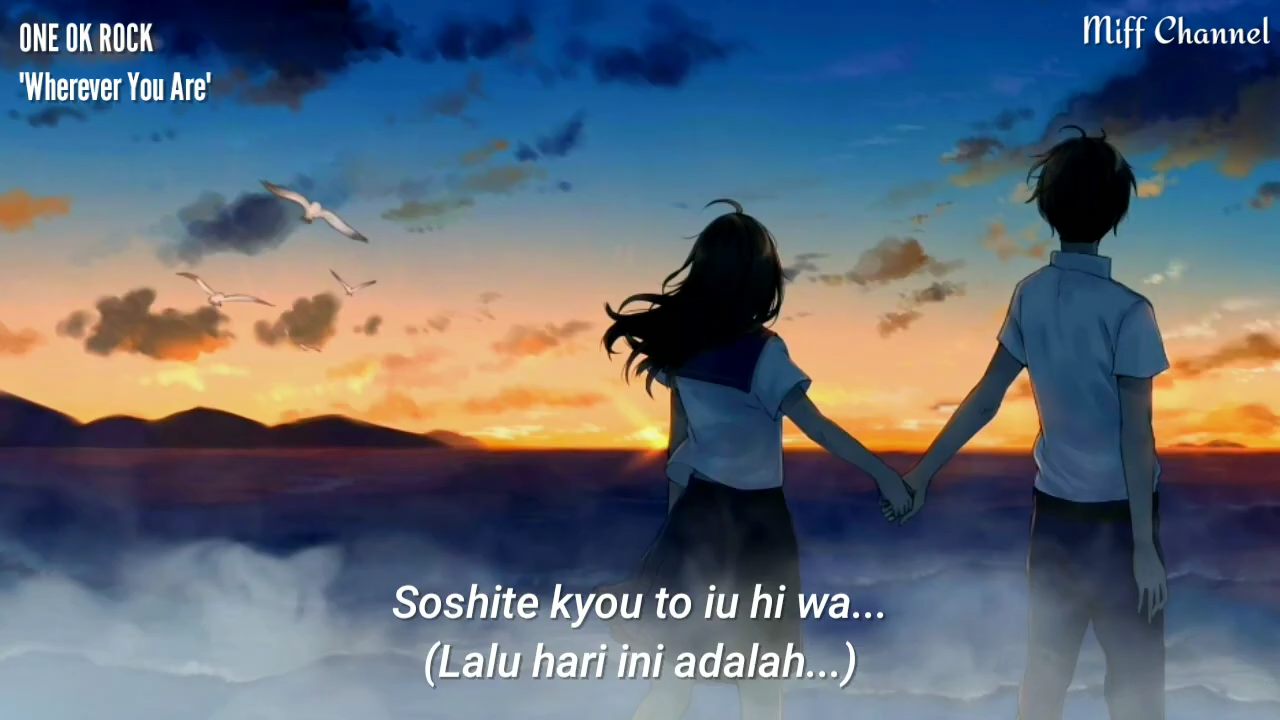 ONE OK ROCK
'Wherever You Are'
Miff Channel
Soshite kyou to iu hi wa...
(Lalu hari ini adalah...)